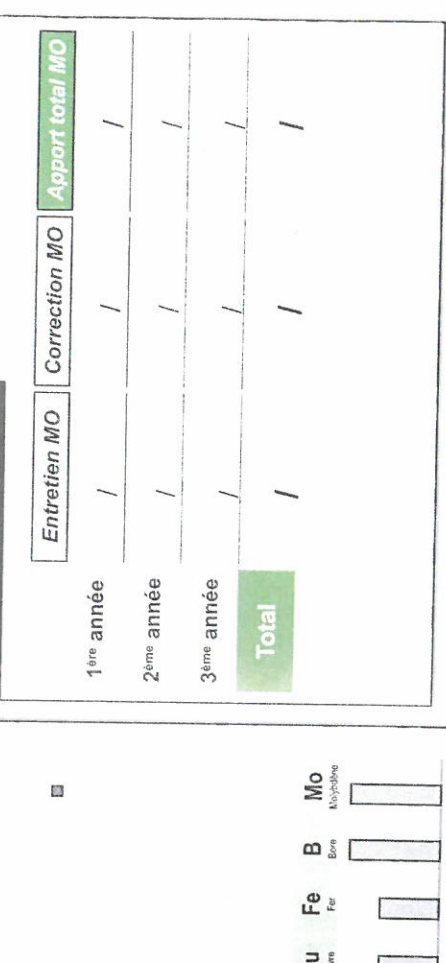 Entretien MO Correction MO Apport total MO
1ère année / / /
2ème année / / /
3ème année / / /
Total / / /
u Fe B Mo
vre Fer Bore Molybdène